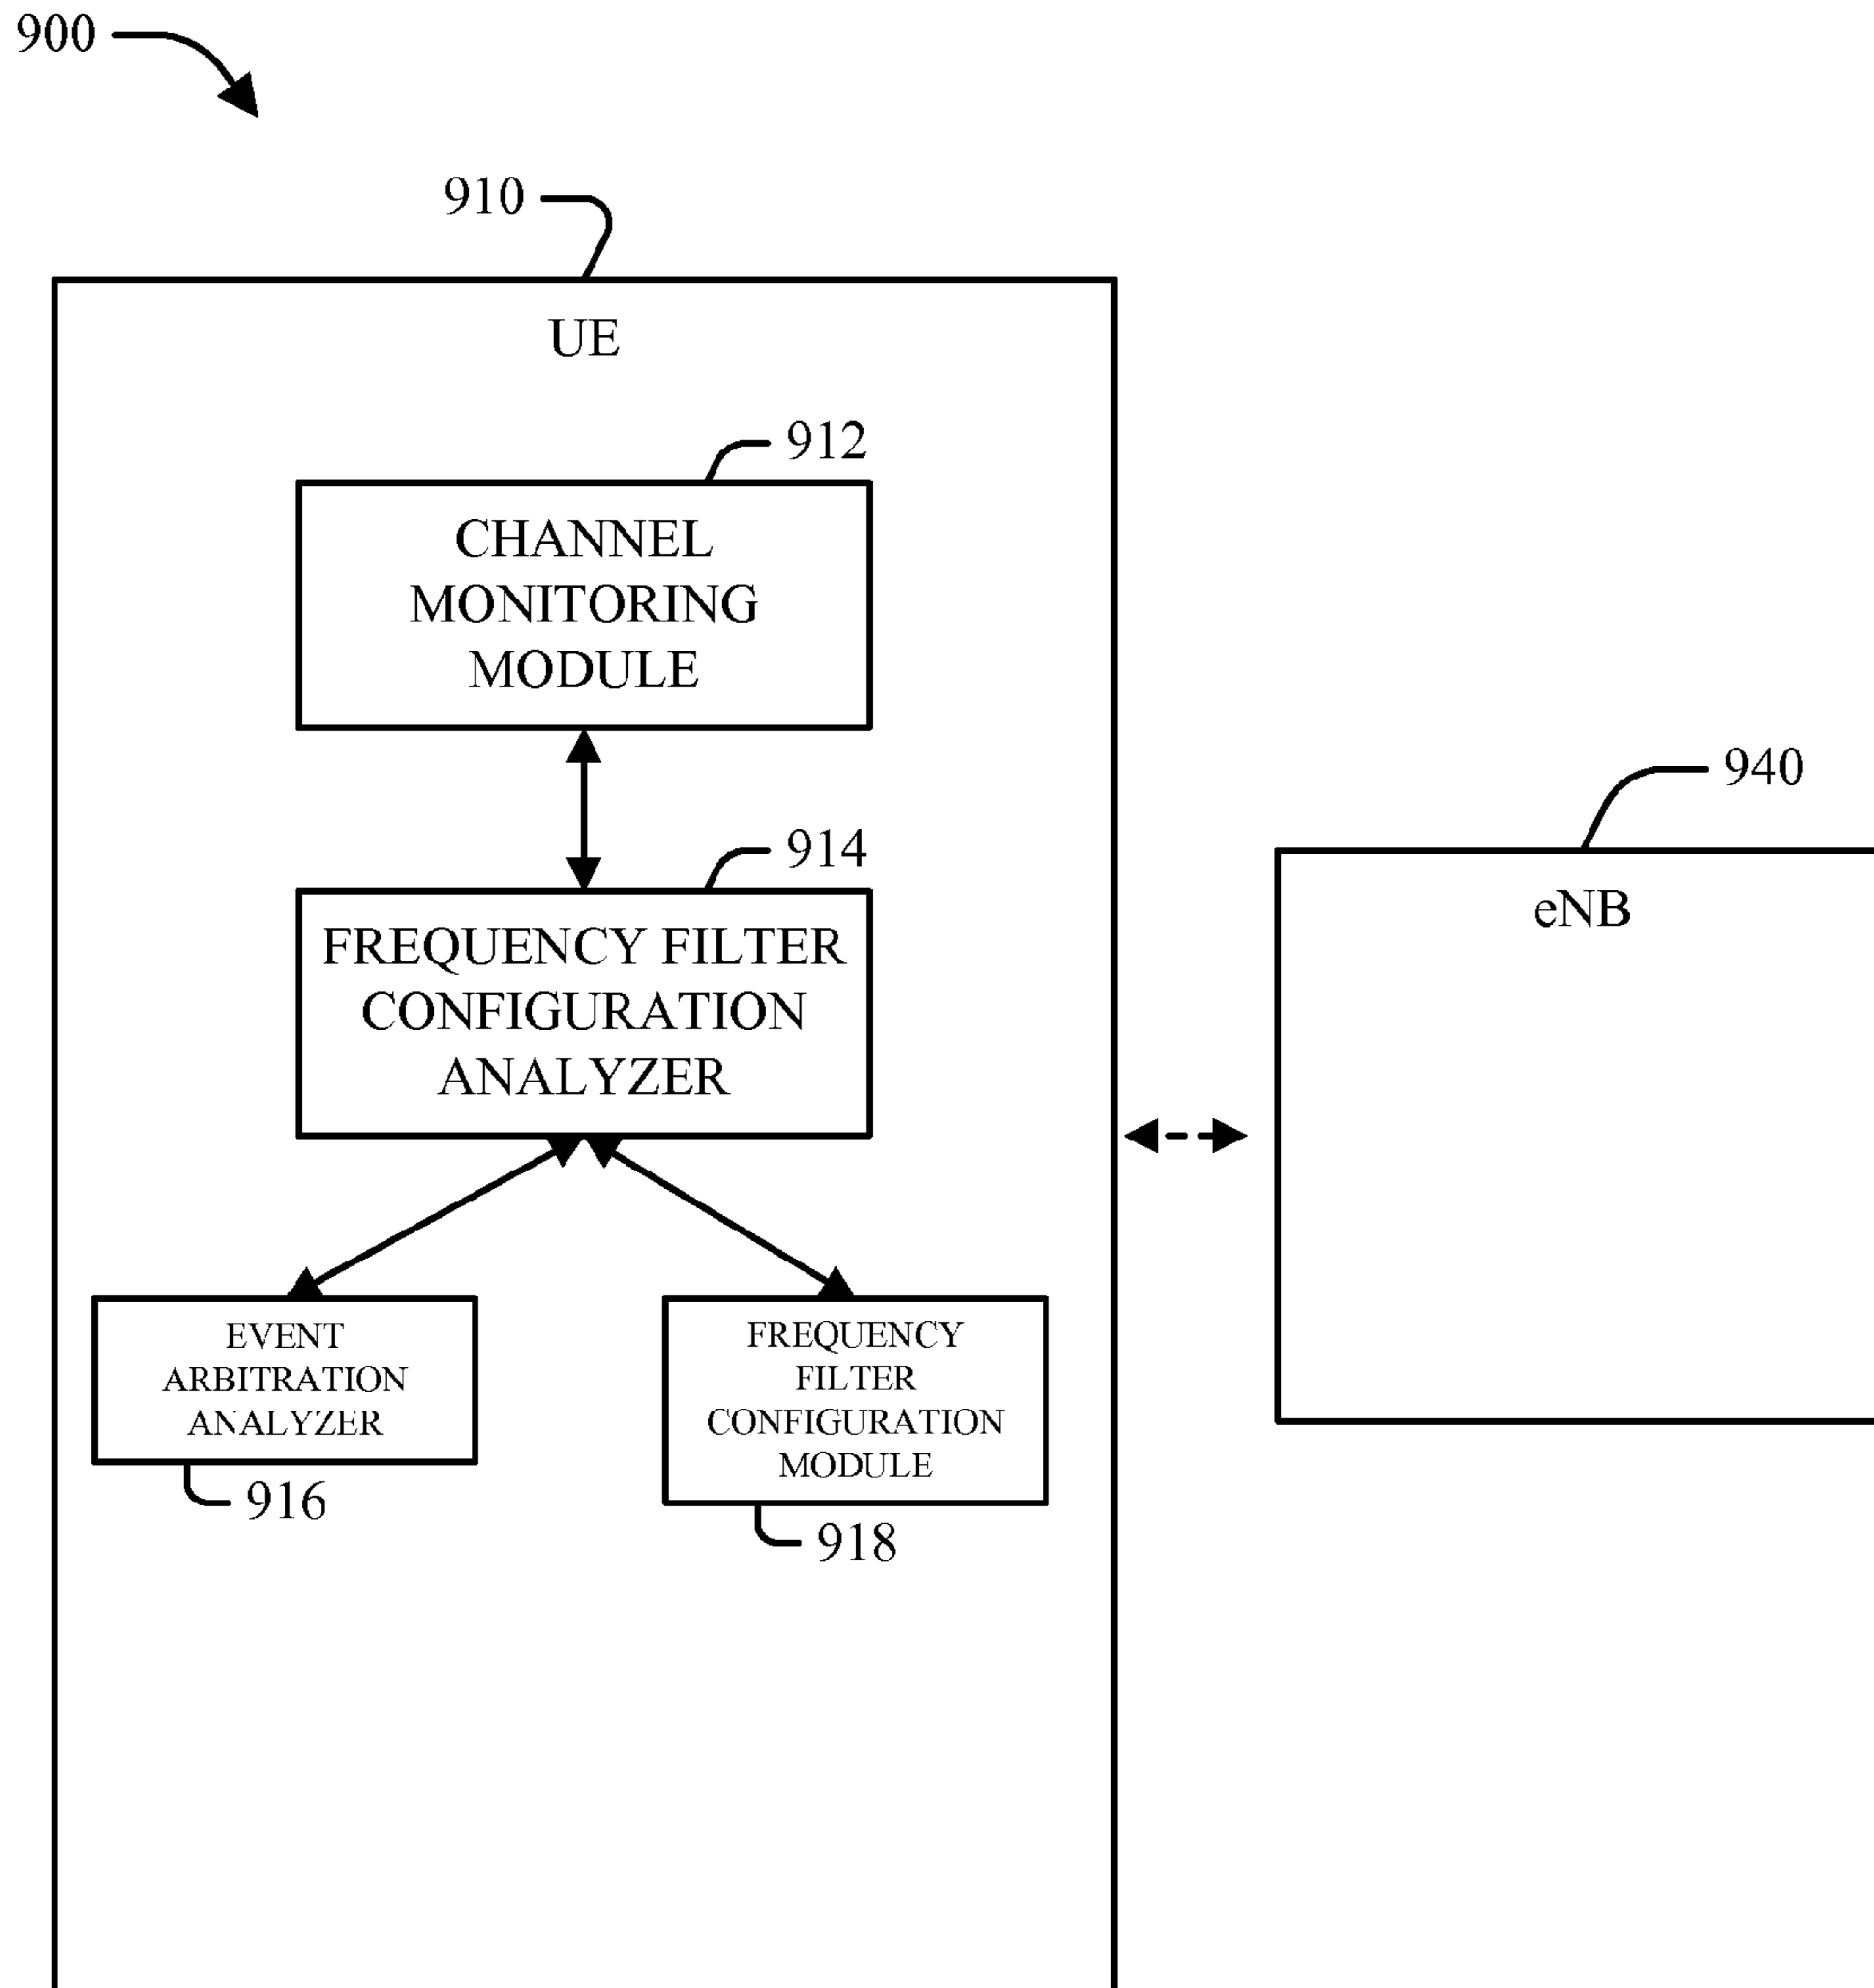 900
910
UE
912
CHANNEL
MONITORING
MODULE
914
FREQUENCY FILTER
CONFIGURATION
ANALYZER
940
eNB
EVENT
ARBITRATION
ANALYZER
916
FREQUENCY
FILTER
CONFIGURATION
MODULE
918